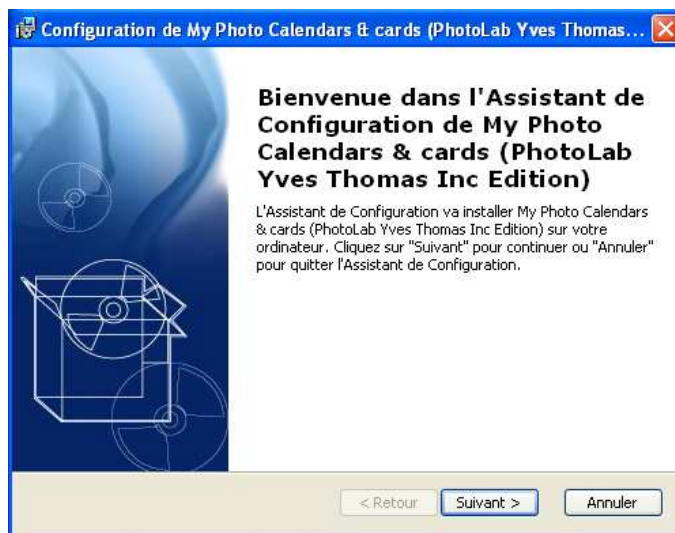 Configuration de My Photo Calendars & cards (PhotoLab Yves Thomas...
Bienvenue dans l'Assistant de
Configuration de My Photo
Calendars & cards (PhotoLab
Yves Thomas Inc Edition)
L'Assistant de Configuration va installer My Photo Calendars
& cards (PhotoLab Yves Thomas Inc Edition) sur votre
ordinateur. Cliquez sur "Suivant" pour continuer ou "Annuler"
pour quitter l'Assistant de Configuration.
< Retour Suivant > Annuler